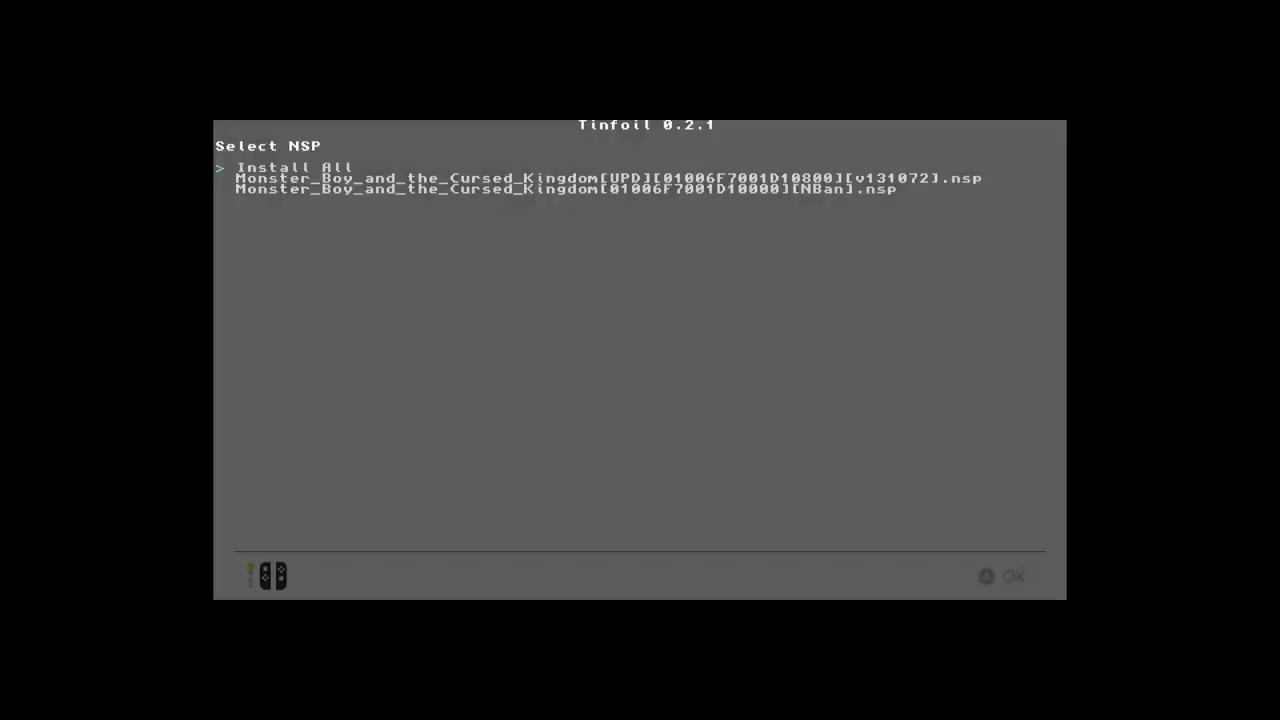 Tinfoil 0.2.1
Select NSP
> Install All
Monster_Boy_and_the_Cursed_Kingdom[UPD][01006F7001D10800][v131072].nsp
Monster_Boy_and_the_Cursed_Kingdom[01006F7001D10000][NBan].nsp
A OK